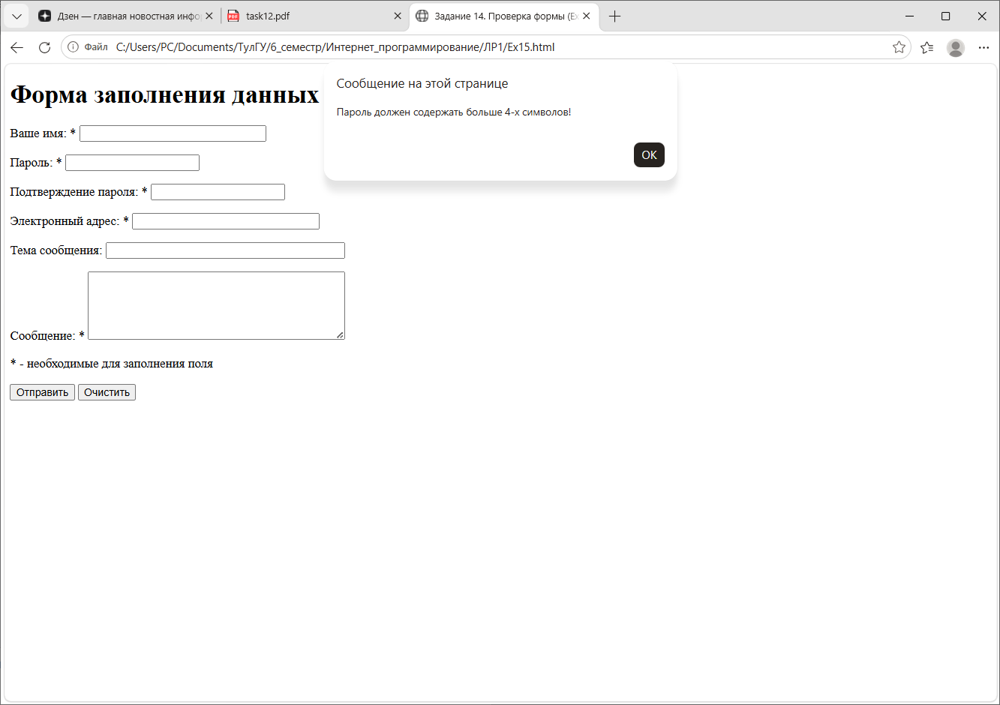 Дзен — главная новостная инфо
task12.pdf
Задание 14. Проверка формы (Ex
Файл C:/Users/PC/Documents/ТулГУ/6_семестр/Интернет_программирование/ЛР1/Ex15.html
Сообщение на этой странице
Пароль должен содержать больше 4-х символов!
OK
Форма заполнения данных
Ваше имя: *
Пароль: *
Подтверждение пароля: *
Электронный адрес: *
Тема сообщения:
Сообщение: *
* - необходимые для заполнения поля
Отправить Очистить